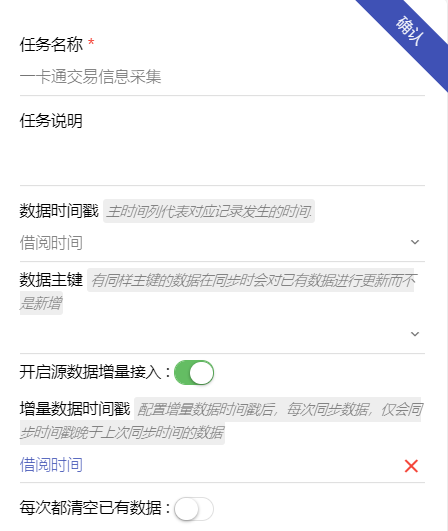 确认
任务名称 *
一卡通交易信息采集
任务说明
数据时间戳 主时间列代表对应记录发生的时间.
借阅时间
数据主键 有同样主键的数据在同步时会对已有数据进行更新而不
是新增
开启源数据增量接入：
增量数据时间戳 配置增量数据时间戳后，每次同步数据，仅会同
步时间戳晚于上次同步时间的数据
借阅时间
每次都清空已有数据：